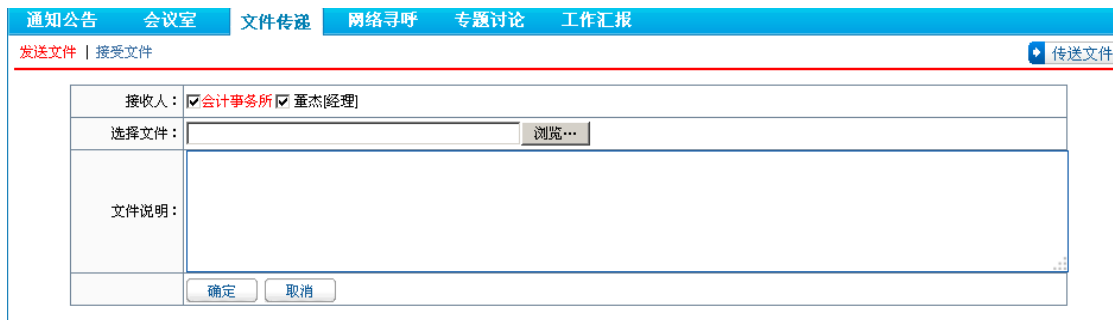 通知公告 会议室 文件传递 网络寻呼 专题讨论 工作汇报
发送文件 | 接受文件 传送文件
接收人： 会计事务所 董杰[经理]
选择文件： 浏览…
文件说明：
确定 取消